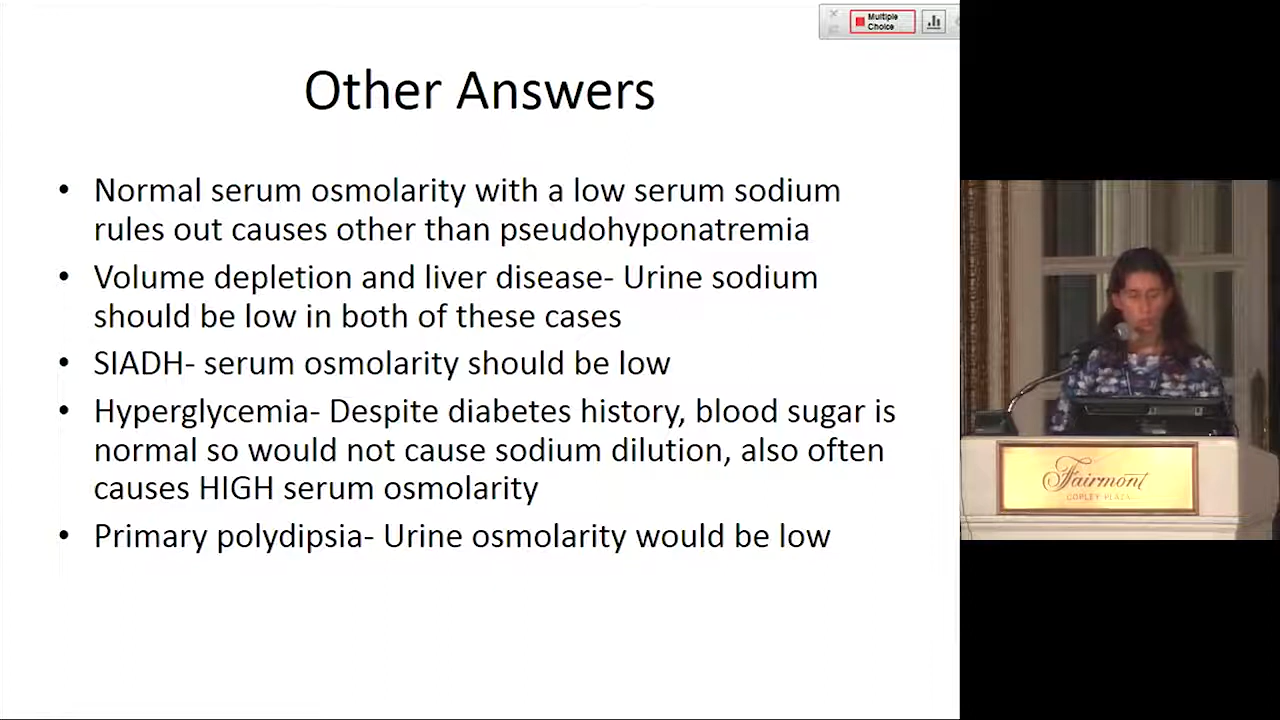 Multiple
Choice
Other Answers
• Normal serum osmolarity with a low serum sodium
rules out causes other than pseudohyponatremia
• Volume depletion and liver disease- Urine sodium
should be low in both of these cases
• SIADH- serum osmolarity should be low
• Hyperglycemia- Despite diabetes history, blood sugar is
normal so would not cause sodium dilution, also often
causes HIGH serum osmolarity
• Primary polydipsia- Urine osmolarity would be low
Fairmont
COPLEY PLAZA